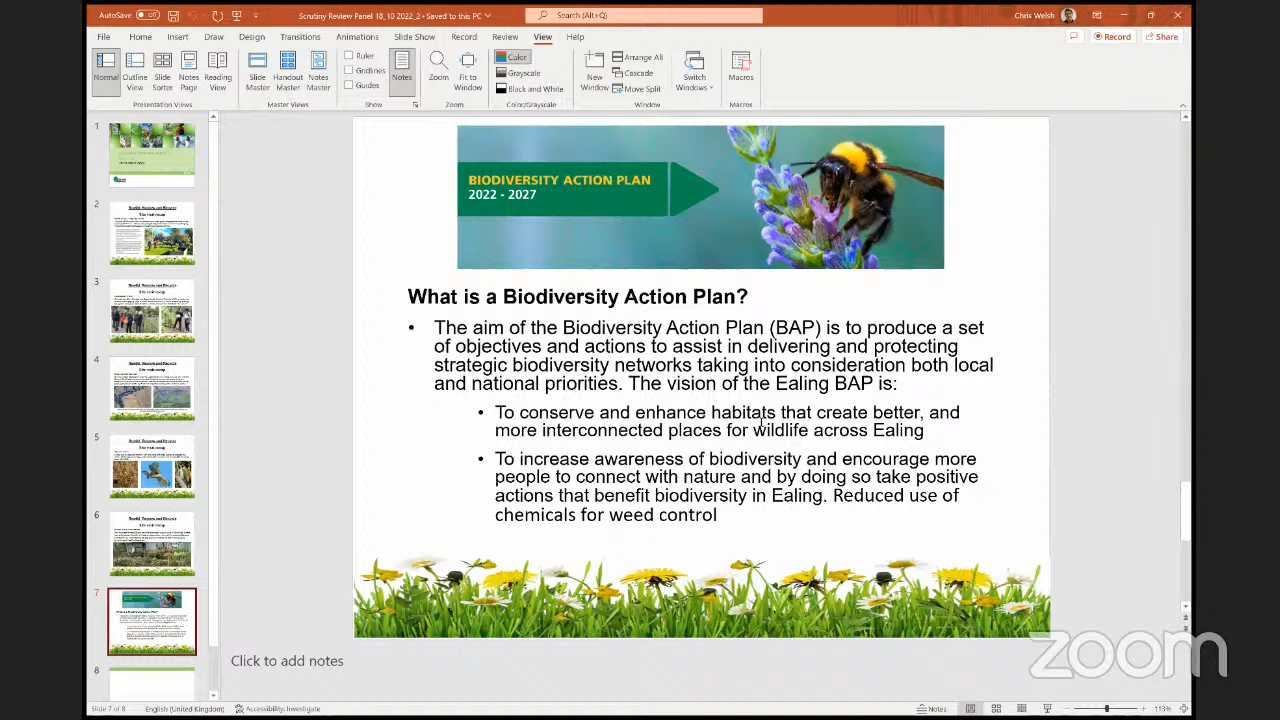 AutoSave Off
Scrutiny Review Panel 18_10 2022_2 • Saved to this PC
Search (Alt+Q)
Chris Welsh
File Home Insert Draw Design Transitions Animations Slide Show Record Review View Help
Record Share
Normal Outline View Slide Sorter Notes Page Reading View
Slide Master Handout Master Notes Master
Ruler
Gridlines
Guides
Notes
Zoom Fit to Window
Color
Grayscale
Black and White
New Window
Arrange All
Cascade
Move Split
Switch Windows
Macros
Presentation Views Master Views Show Zoom Color/Grayscale Window Macros
1
2
3
4
5
6
7
8
BIODIVERSITY ACTION PLAN
2022 - 2027
What is a Biodiversity Action Plan?
• The aim of the Biodiversity Action Plan (BAP) is to produce a set
of objectives and actions to assist in delivering and protecting
strategic biodiversity networks taking into consideration both local
and national priorities. The vision of the Ealing BAP is:
• To conserve and enhance habitats that create better, and
more interconnected places for wildlife across Ealing
• To increase awareness of biodiversity and encourage more
people to connect with nature and by doing so take positive
actions that benefit biodiversity in Ealing. Reduced use of
chemicals for weed control
Click to add notes
zoom
Slide 7 of 8 English (United Kingdom) Accessibility: Investigate
Notes
113%